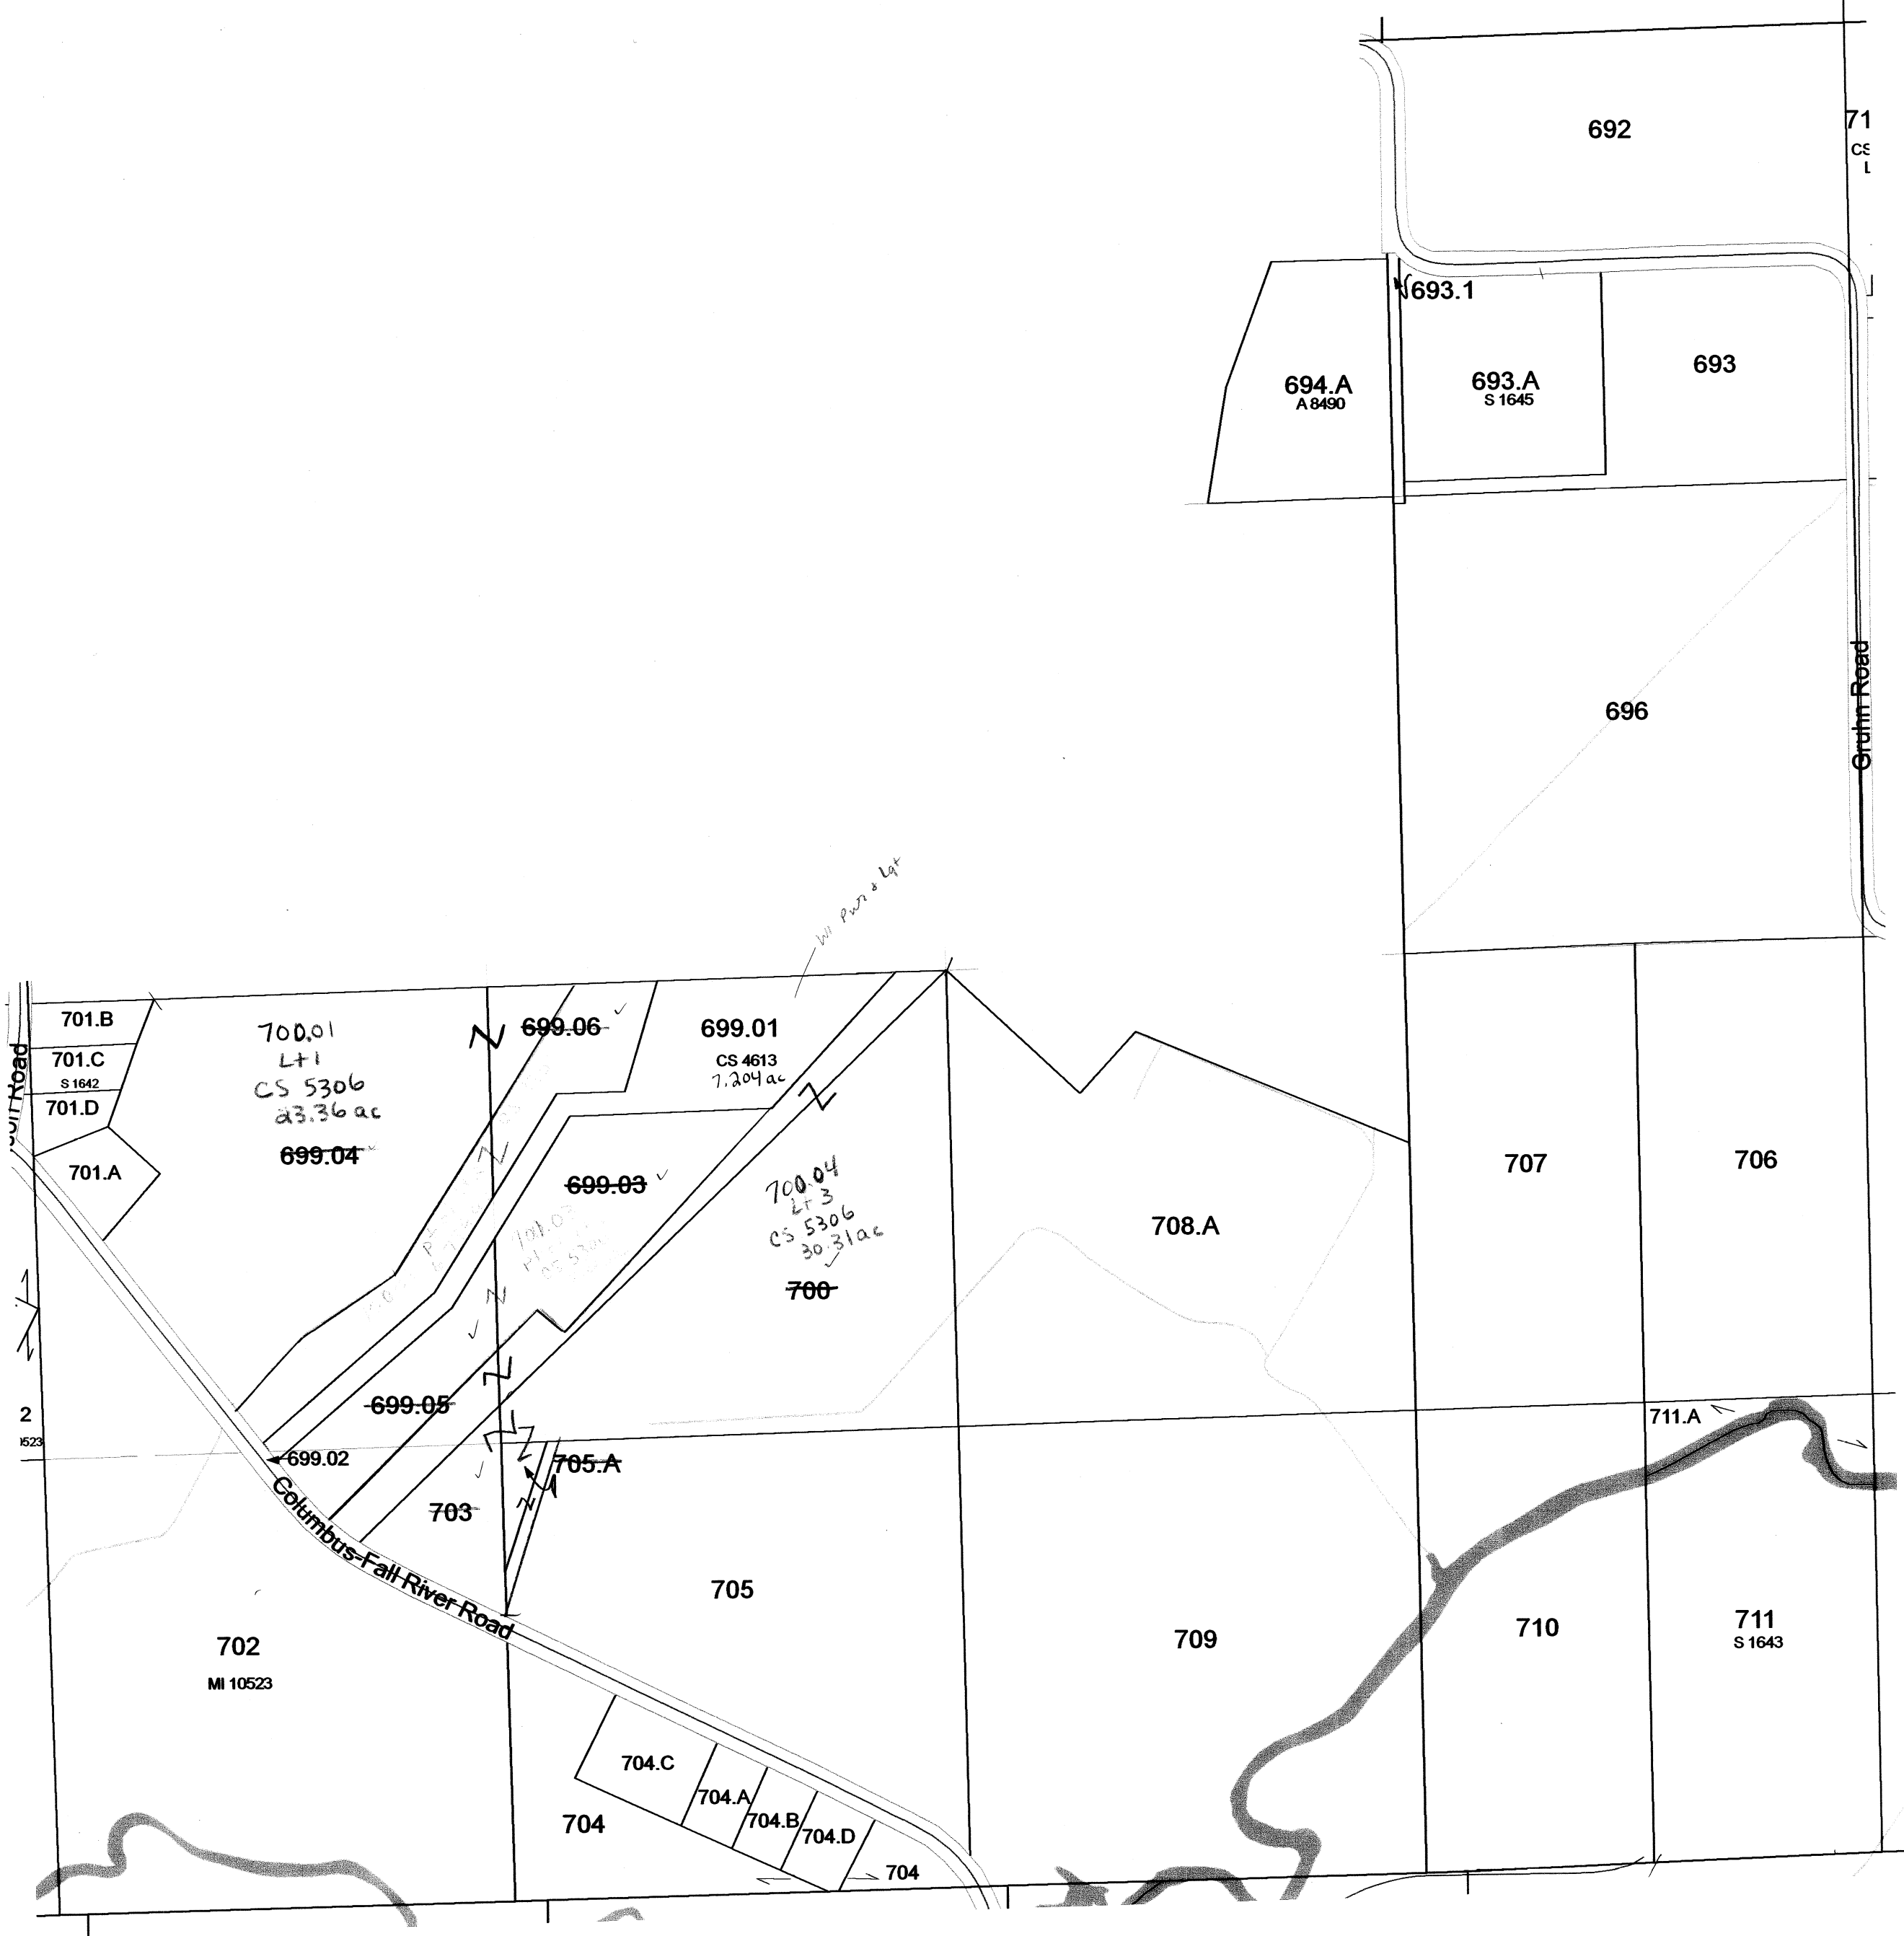 692
71
CS
L
693.1
693
694.A
A 8490
693.A
S 1645
696
Gruhn Road
WI Pwr & Lgt
701.B
701.C
S 1642
701.D
701.A
700.01
Lt 1
CS 5306
23.36 ac
699.04
699.06
699.01
CS 4613
7.204 ac
699.03
700.04
Lt 3
CS 5306
30.31 ac
700
708.A
707
706
699.05
2
699.02
703
705.A
Columbus-Fall River Road
711.A
705
702
MI 10523
709
710
711
S 1643
704.C
704.A
704.B
704.D
704
704
Road